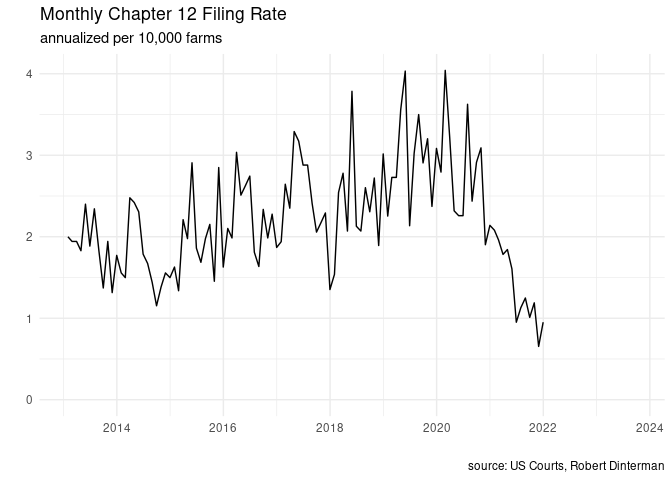 Monthly Chapter 12 Filing Rate
annualized per 10,000 farms
4
3
2
1
0
2014 2016 2018 2020 2022 2024
source: US Courts, Robert Dinterman